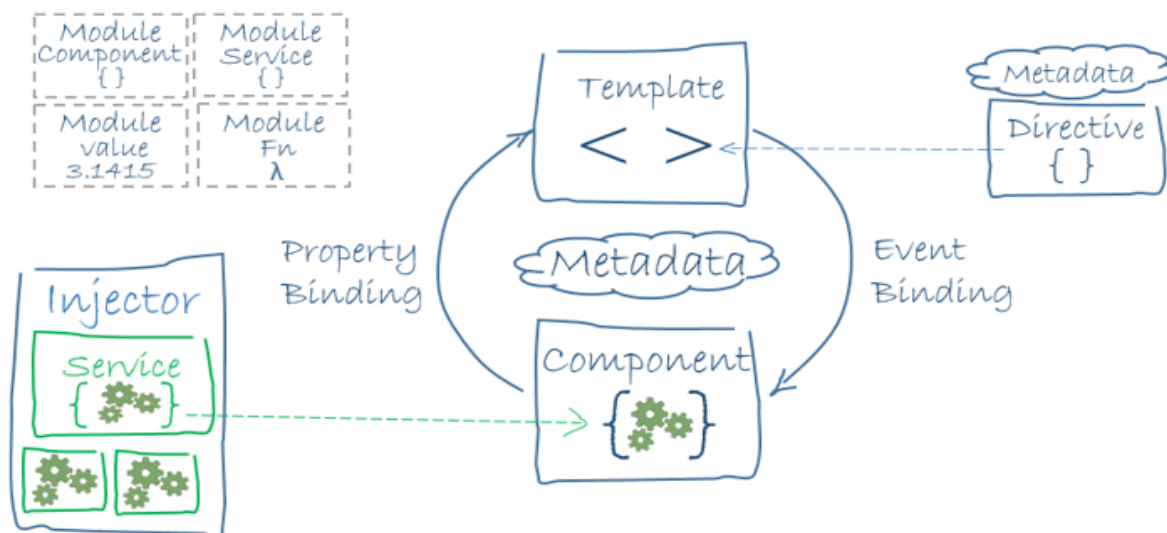 Module
Component
{ }
Module
Service
{ }
Module
value
3.1415
Module
Fn
λ
Template
< >
Metadata
Directive
{ }
Property
Binding
Metadata
Event
Binding
Injector
Service
{ }
Component
{ }